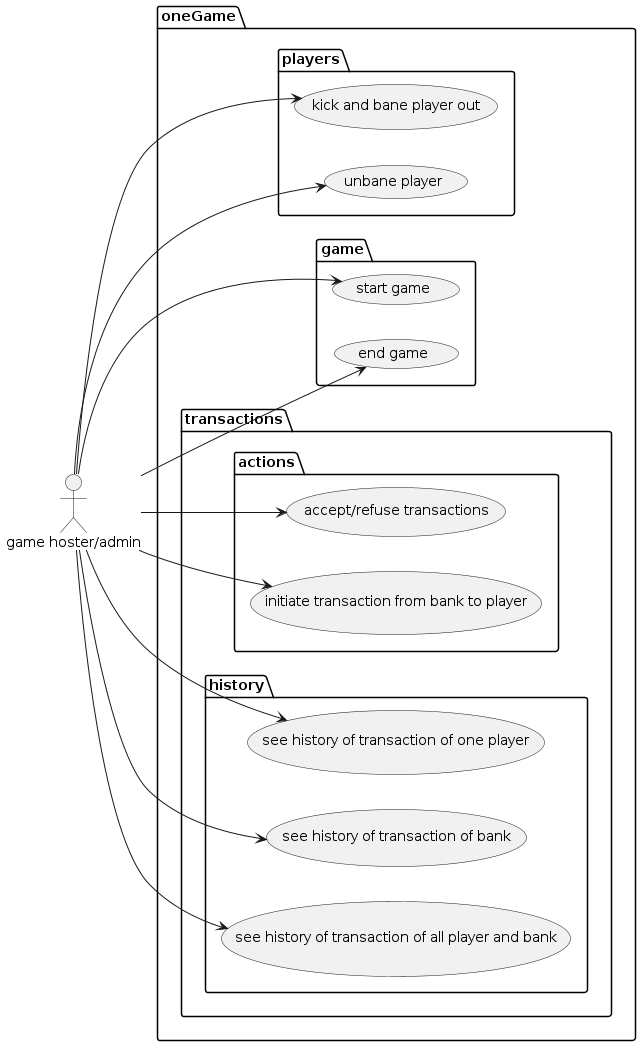 oneGame
players
kick and bane player out
unbane player
game
start game
end game
transactions
actions
accept/refuse transactions
game hoster/admin
initiate transaction from bank to player
history
see history of transaction of one player
see history of transaction of bank
see history of transaction of all player and bank